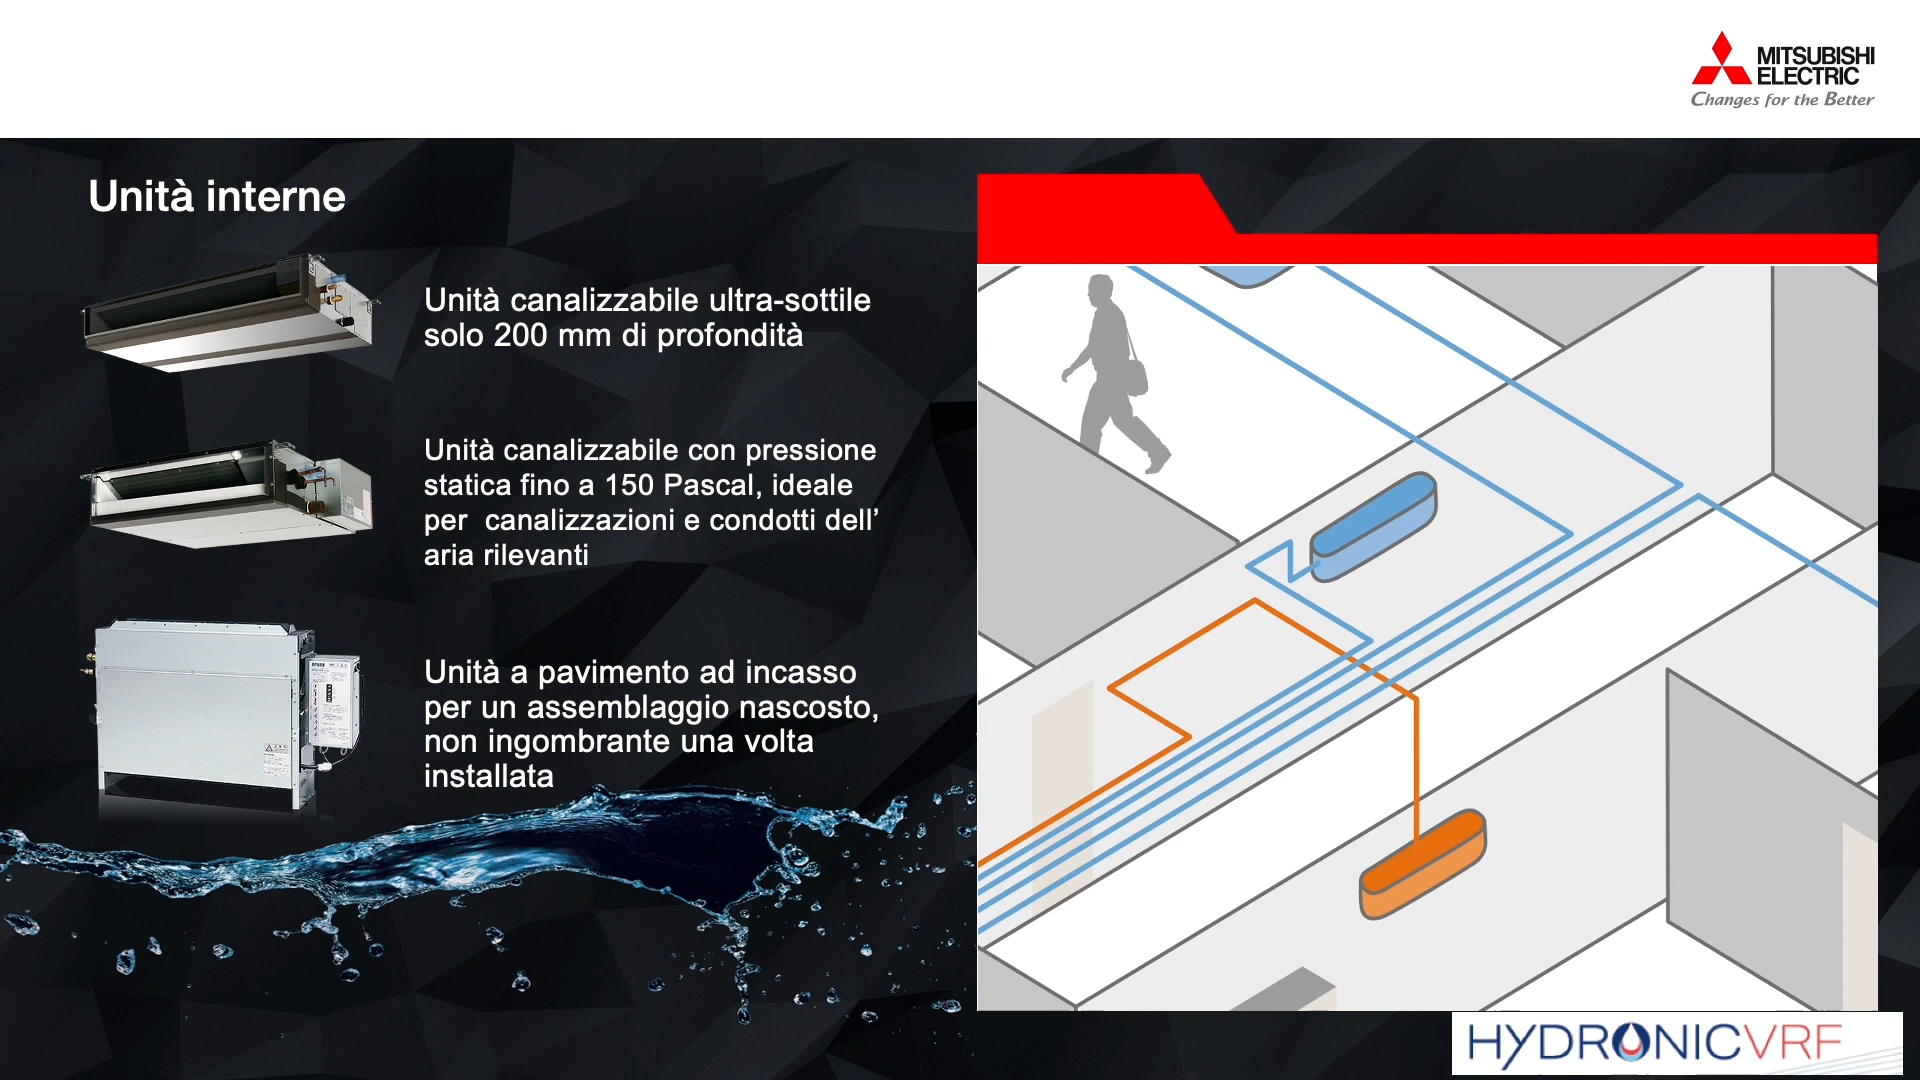 MITSUBISHI
ELECTRIC
Changes for the Better
Unità interne
Unità canalizzabile ultra-sottile
solo 200 mm di profondità
Unità canalizzabile con pressione
statica fino a 150 Pascal, ideale
per  canalizzazioni e condotti dell’
aria rilevanti
Unità a pavimento ad incasso
per un assemblaggio nascosto,
non ingombrante una volta
installata
HYDRONICVRF